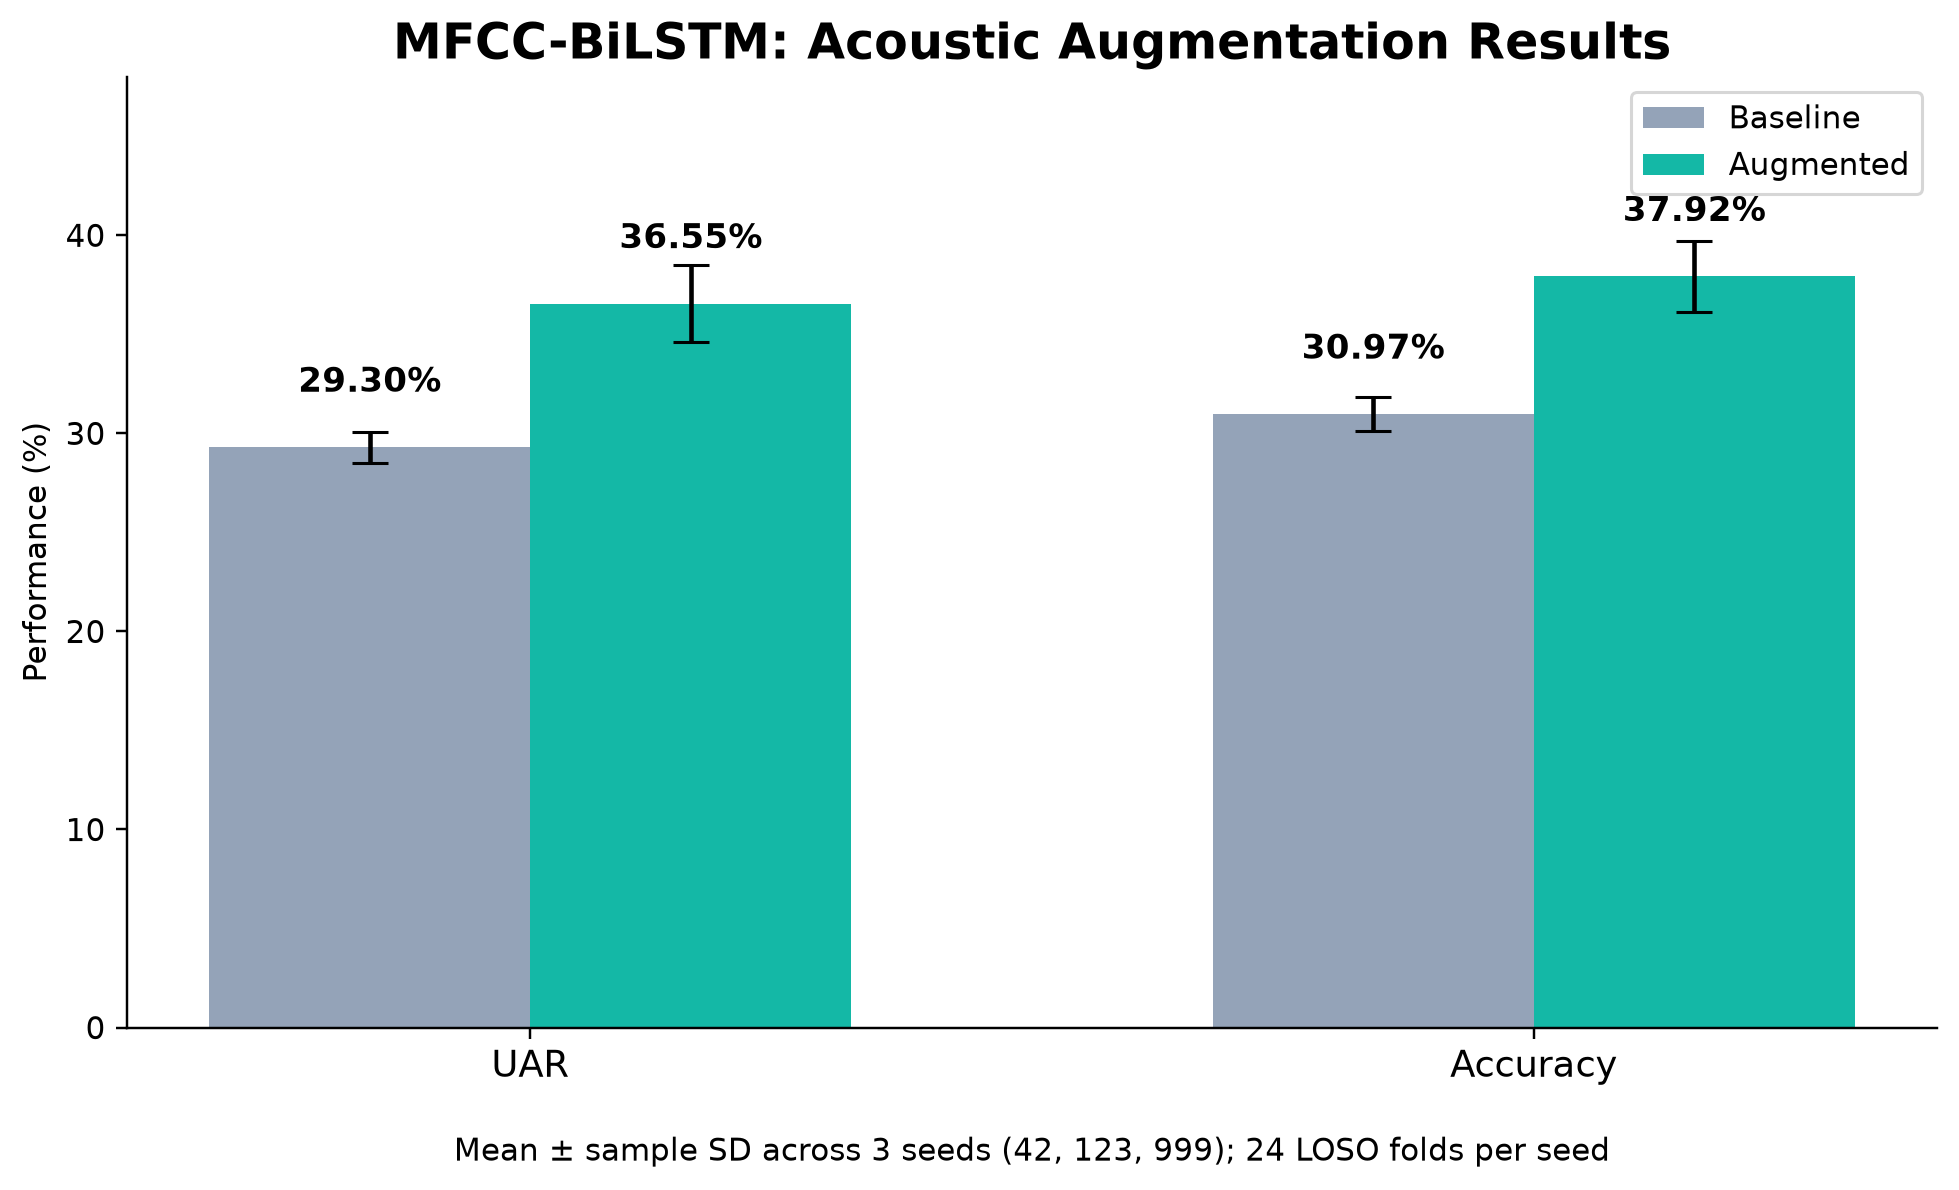 MFCC-BiLSTM: Acoustic Augmentation Results
Baseline
Augmented
37.92%
36.55%
30.97%
29.30%
Performance (%)
40
30
20
10
0
UAR
Accuracy
Mean ± sample SD across 3 seeds (42, 123, 999); 24 LOSO folds per seed